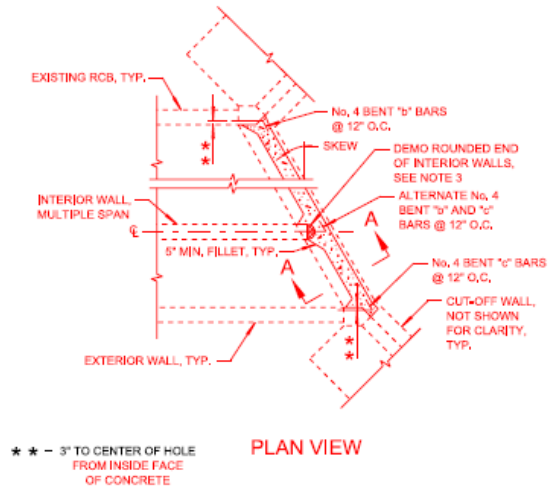 EXISTING RCB, TYP.
No. 4 BENT "b" BARS
@ 12" O.C.
SKEW
DEMO ROUNDED END
OF INTERIOR WALLS,
SEE NOTE 3
* *
INTERIOR WALL,
MULTIPLE SPAN
ALTERNATE No. 4
BENT "b" AND "c"
BARS @ 12" O.C.
℄
A
5" MIN. FILLET, TYP.
A
No. 4 BENT "c" BARS
@ 12" O.C.
CUT-OFF WALL,
NOT SHOWN
FOR CLARITY,
TYP.
* *
EXTERIOR WALL, TYP.
* * - 3" TO CENTER OF HOLE
FROM INSIDE FACE
OF CONCRETE
PLAN VIEW